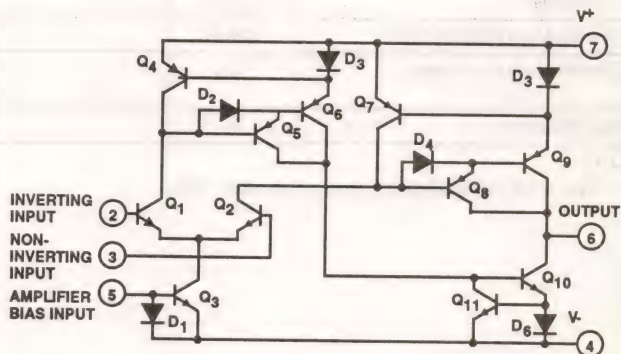 V+
7
Q4
D3
D3
D2
Q6
Q7
Q5
D4
Q9
Q8
INVERTING
INPUT
2
Q1
Q2
OUTPUT
6
NON-
INVERTING
INPUT
3
AMPLIFIER
BIAS INPUT
5
Q3
D1
Q10
Q11
D6
V-
4